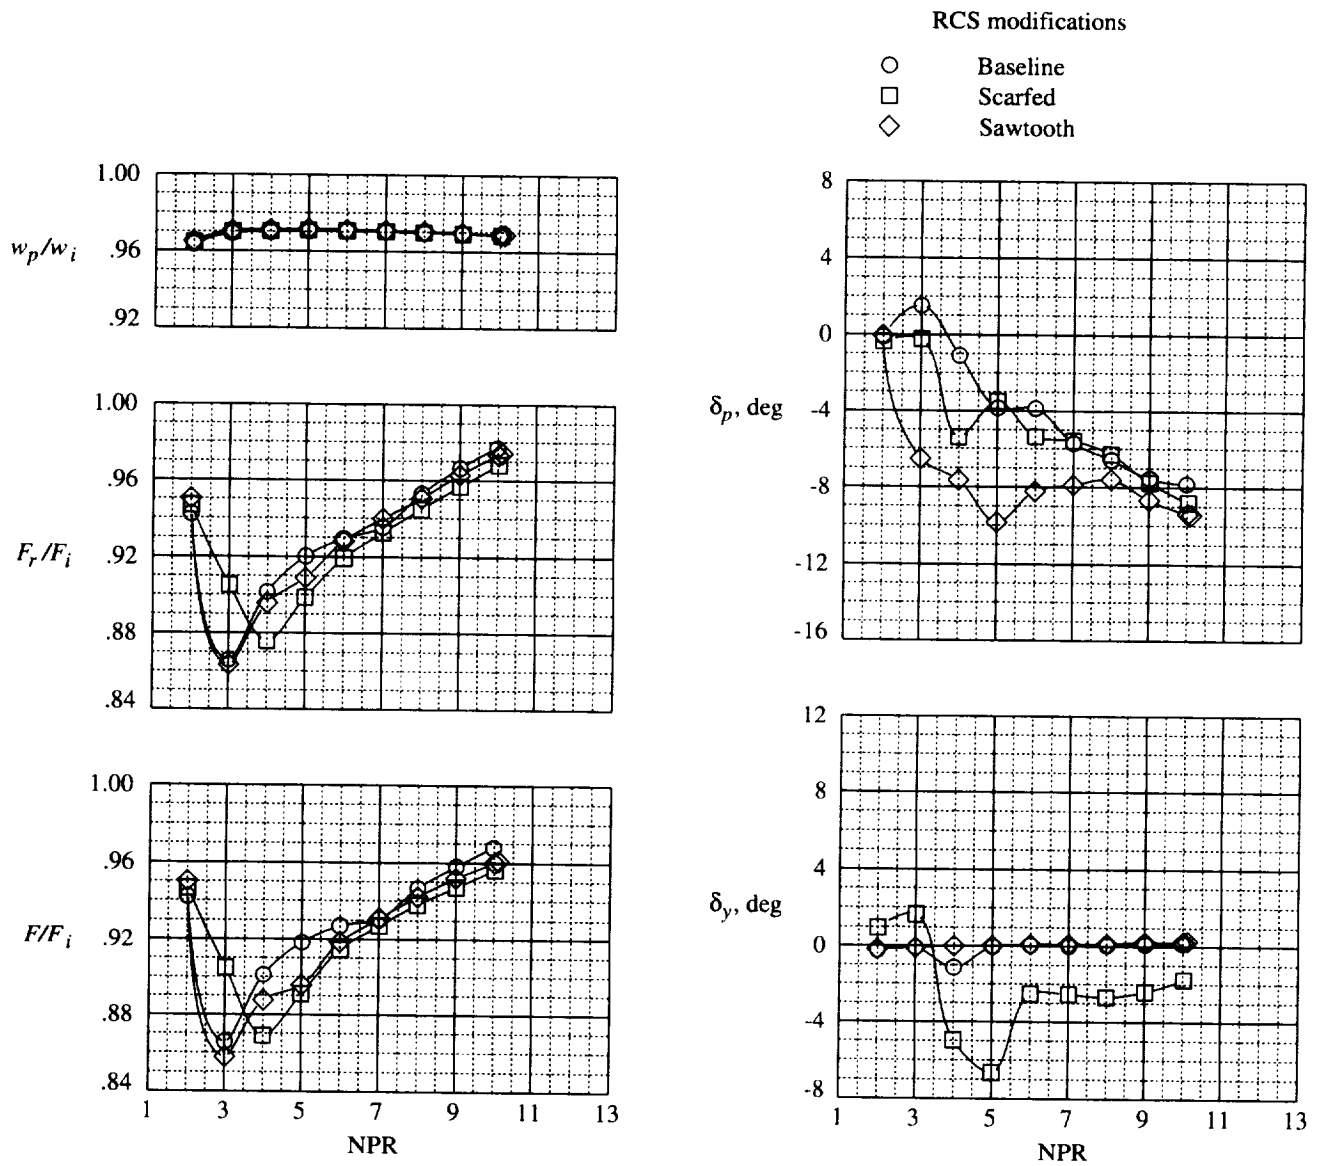 RCS modifications
Baseline
Scarfed
Sawtooth
1.00
.96
.92
w_p/w_i
1.00
.96
.92
.88
.84
F_r/F_i
1.00
.96
.92
.88
.84
F/F_i
1 3 5 7 9 11 13
NPR
8
4
0
-4
-8
-12
-16
δ_p, deg
12
8
4
0
-4
-8
δ_y, deg
1 3 5 7 9 11 13
NPR